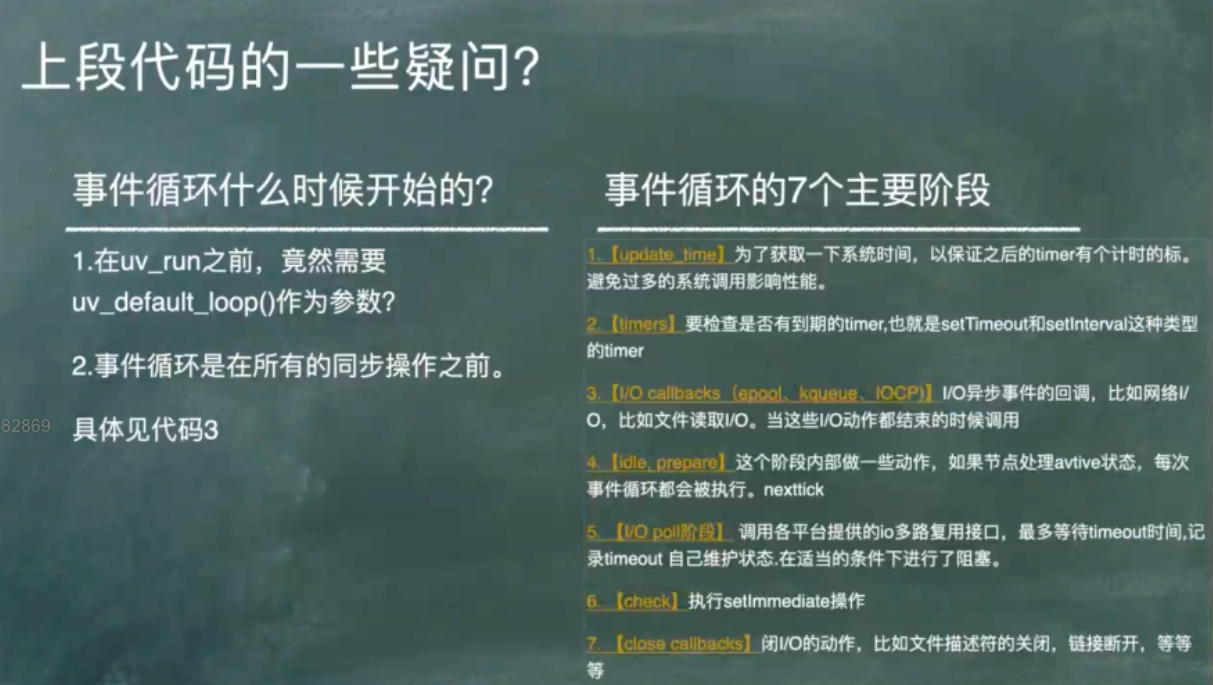 上段代码的一些疑问?
事件循环什么时候开始的?
1.在uv_run之前，竟然需要
uv_default_loop()作为参数?
2.事件循环是在所有的同步操作之前。
具体见代码3
82869
事件循环的7个主要阶段
1.【update_time】为了获取一下系统时间，以保证之后的timer有个计时的标。
避免过多的系统调用影响性能。
2.【timers】要检查是否有到期的timer,也就是setTimeout和setInterval这种类型
的timer
3.【I/O callbacks（epool、kqueue、IOCP)】I/O异步事件的回调，比如网络I/
O，比如文件读取I/O。当这些I/O动作都结束的时候调用
4.【idle, prepare】这个阶段内部做一些动作，如果节点处理avtive状态，每次
事件循环都会被执行。nexttick
5. 【I/O poll阶段】 调用各平台提供的io多路复用接口，最多等待timeout时间,记
录timeout 自己维护状态.在适当的条件下进行了阻塞。
6. 【check】执行setImmediate操作
7. 【close callbacks】闭I/O的动作，比如文件描述符的关闭，链接断开，等等
等